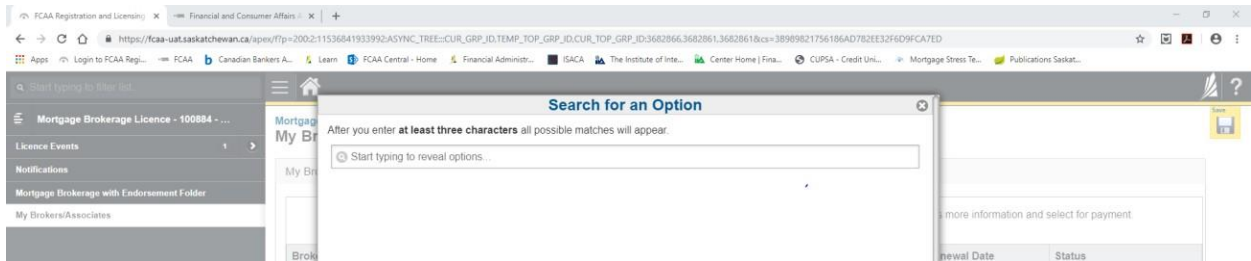 FCAA Registration and Licensing
Financial and Consumer Affairs A
https://fcaa-uat.saskatchewan.ca/apex/f?p=200:2:11536841933992:ASYNC_TREE:::CUR_GRP_ID,TEMP_TOP_GRP_ID,CUR_TOP_GRP_ID:3682866,3682861,3682861&cs=38989821756186AD782EE32F6D9FCA7ED
Apps Login to FCAA Regi... FCAA Canadian Bankers A... Learn FCAA Central - Home Financial Administr... ISACA The Institute of Inte... Center Home | Fina... CUPSA - Credit Uni... Mortgage Stress Te... Publications Saskat...
Start typing to filter list
Search for an Option
Save
Mortgage Brokerage Licence - 100884 - ...
Mortgag
After you enter at least three characters all possible matches will appear.
My Br
Licence Events 1
Start typing to reveal options...
Notifications
My Br
Mortgage Brokerage with Endorsement Folder
My Brokers/Associates
more information and select for payment
Brok
newal Date
Status